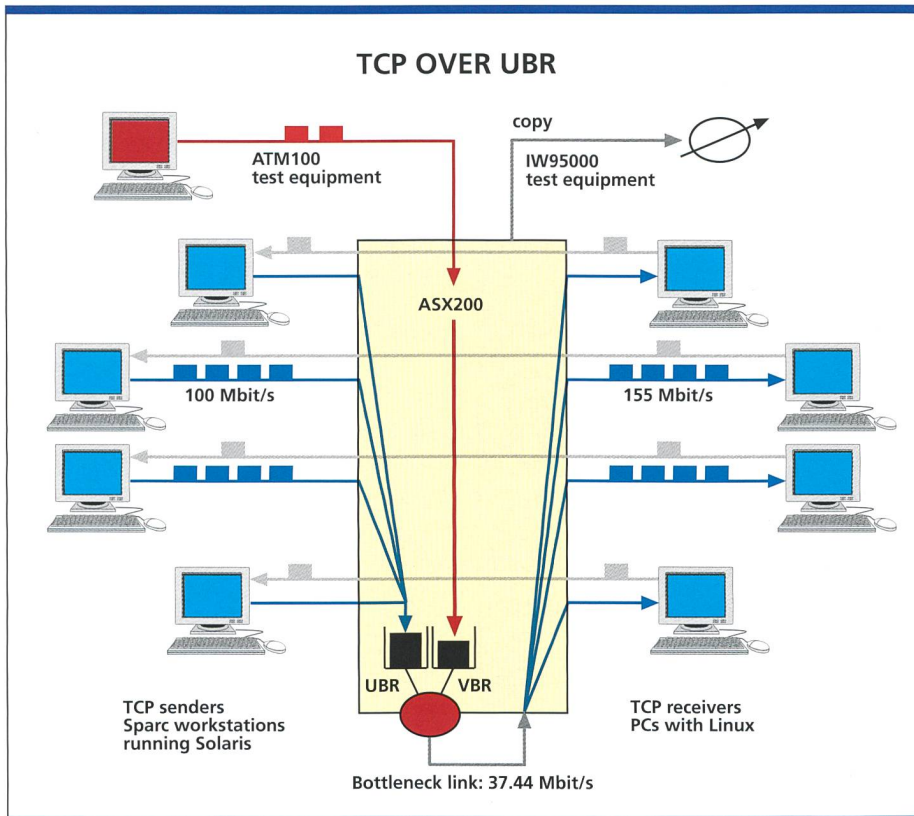 TCP OVER UBR
copy
ATM100
test equipment
IW95000
test equipment
ASX200
100 Mbit/s
155 Mbit/s
UBR
VBR
TCP senders
Sparc workstations
running Solaris
TCP receivers
PCs with Linux
Bottleneck link: 37.44 Mbit/s